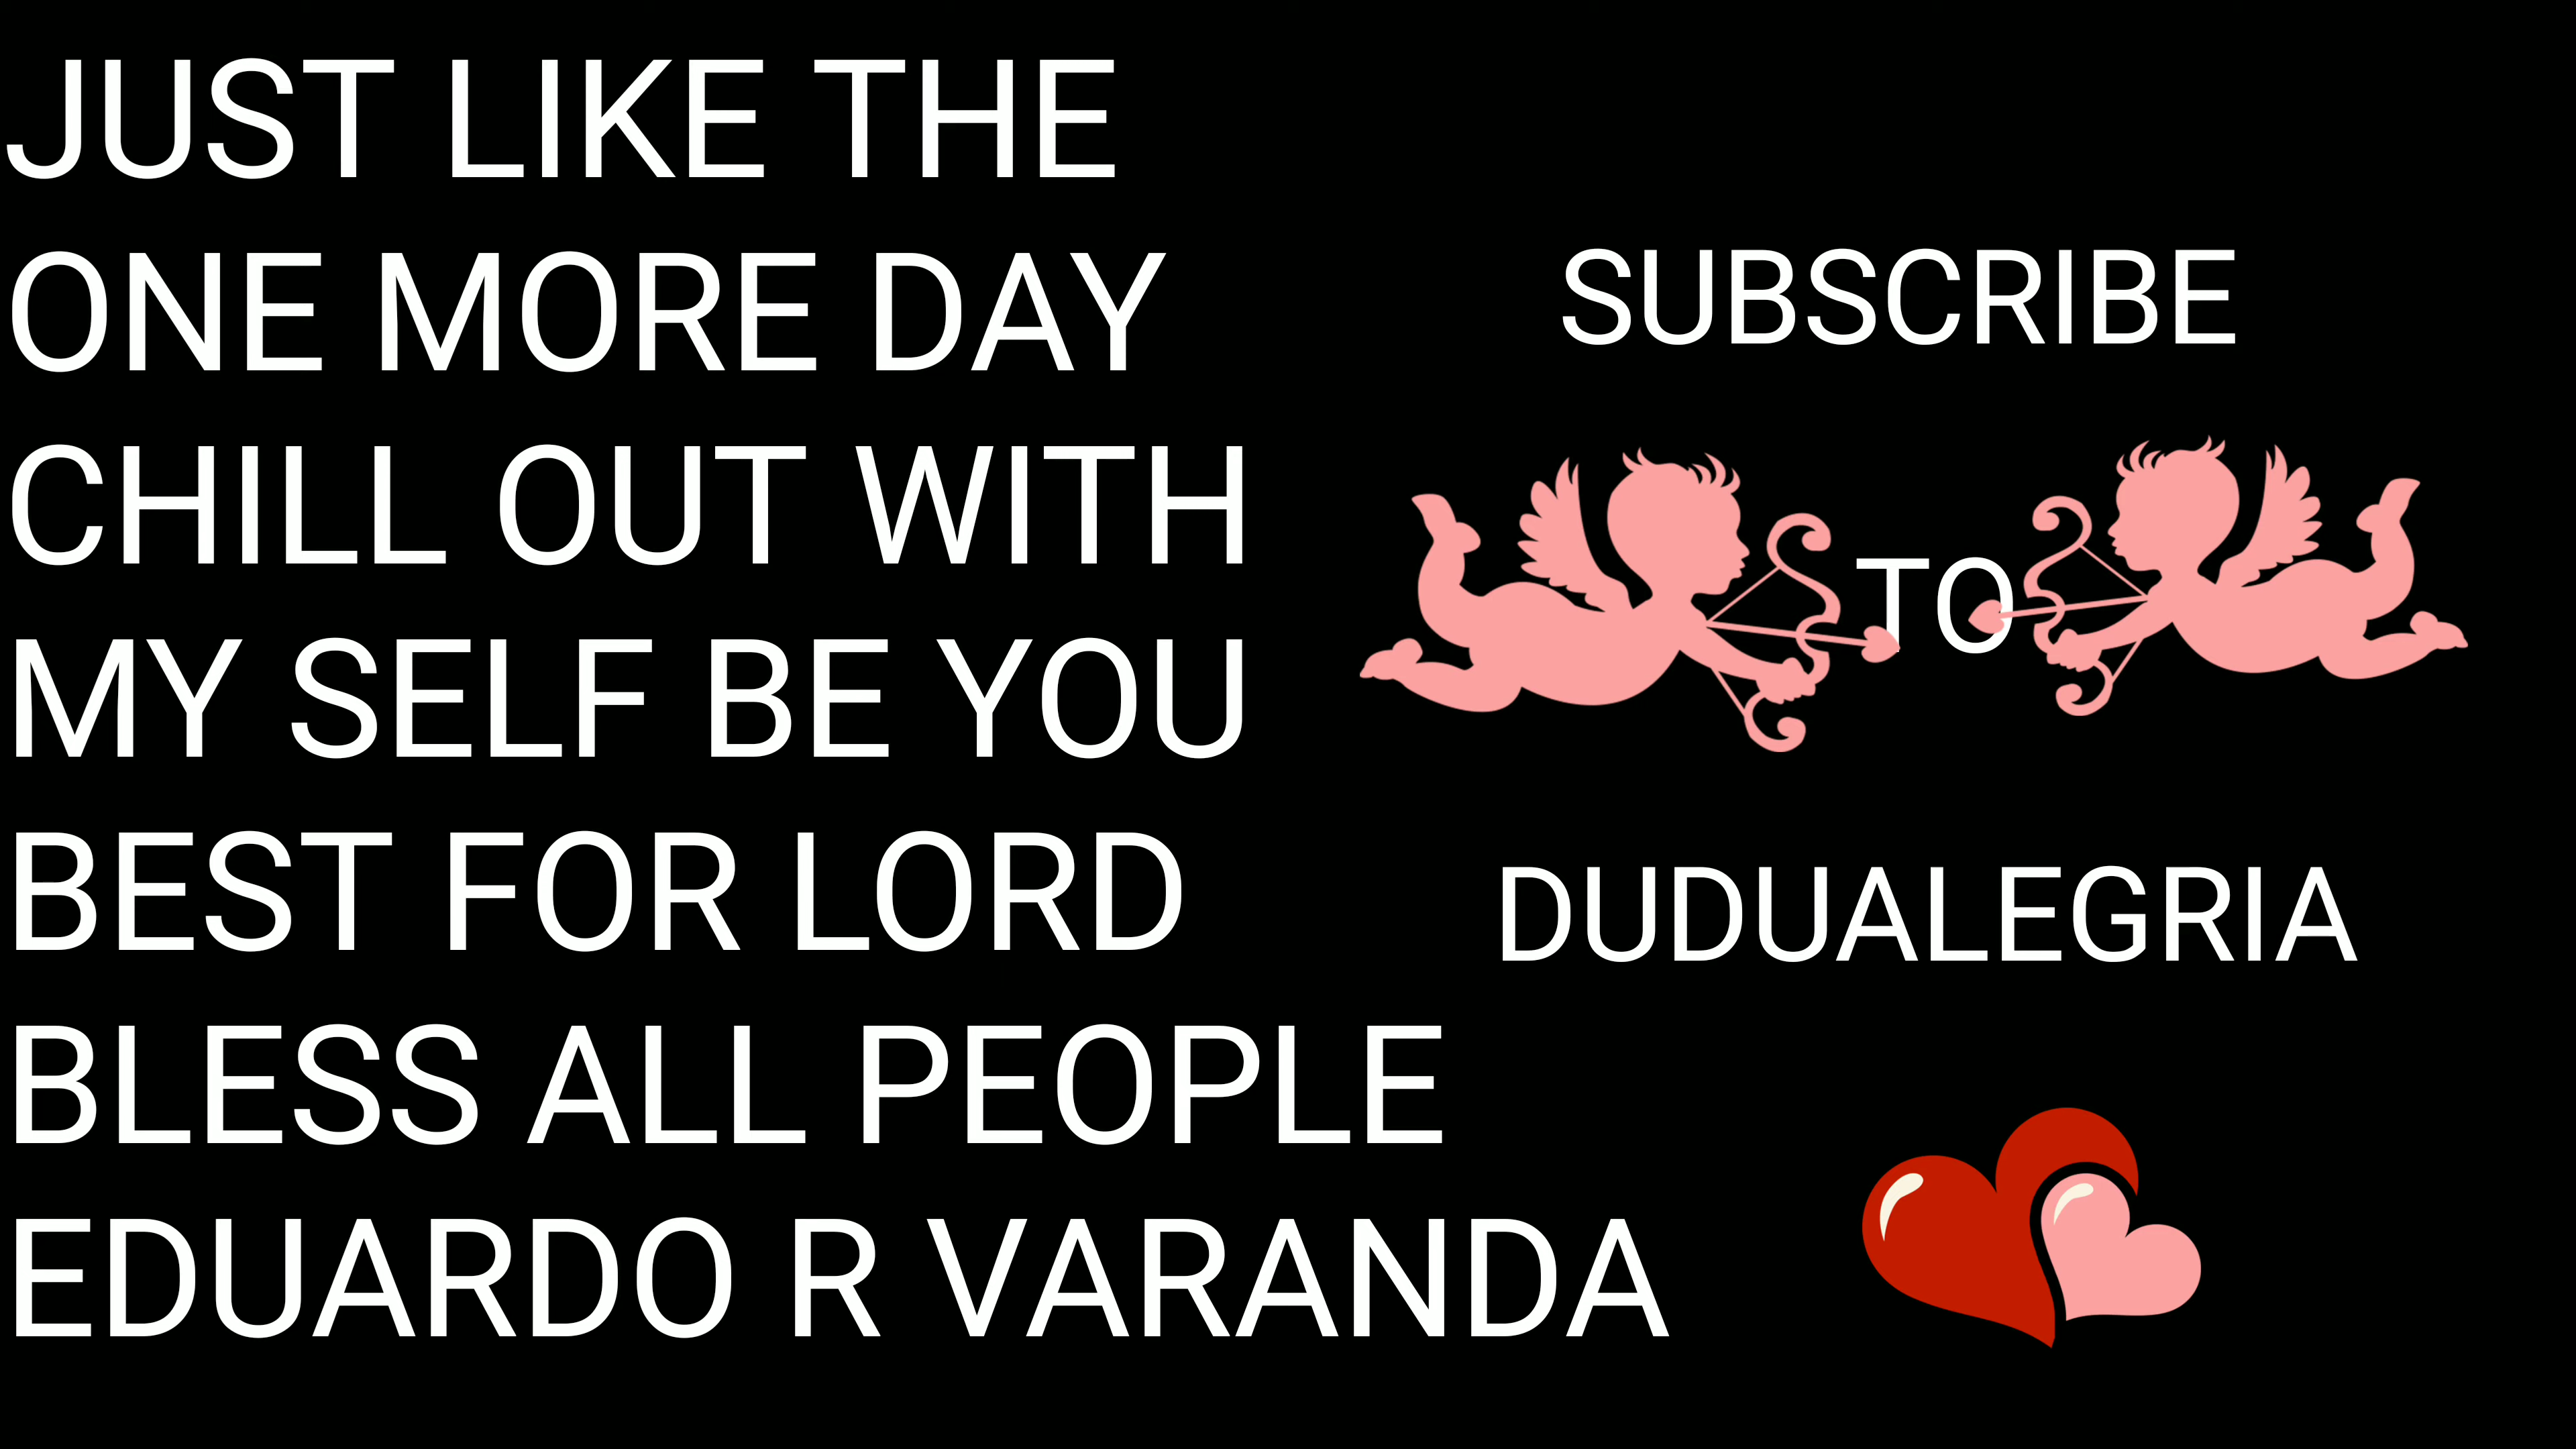 JUST LIKE THE
ONE MORE DAY
CHILL OUT WITH
MY SELF BE YOU
BEST FOR LORD
BLESS ALL PEOPLE
EDUARDO R VARANDA
SUBSCRIBE
TO
DUDUALEGRIA